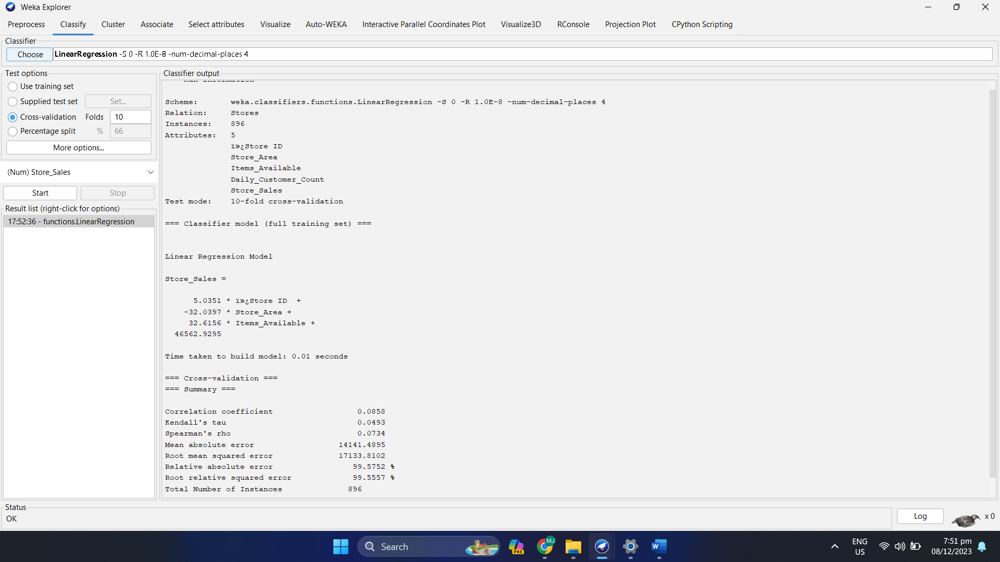 Weka Explorer
Preprocess Classify Cluster Associate Select attributes Visualize Auto-WEKA Interactive Parallel Coordinates Plot Visualize3D RConsole Projection Plot CPython Scripting
Classifier
Choose LinearRegression -S 0 -R 1.0E-8 -num-decimal-places 4
Test options
Use training set
Supplied test set Set...
Cross-validation Folds 10
Percentage split % 66
More options...
(Num) Store_Sales
Start Stop
Result list (right-click for options)
17:52:36 - functions.LinearRegression
Classifier output
Run information
Scheme: weka.classifiers.functions.LinearRegression -S 0 -R 1.0E-8 -num-decimal-places 4
Relation: Stores
Instances: 896
Attributes: 5
ï»¿Store ID
Store_Area
Items_Available
Daily_Customer_Count
Store_Sales
Test mode: 10-fold cross-validation
=== Classifier model (full training set) ===
Linear Regression Model
Store_Sales =
5.0351 * ï»¿Store ID +
-32.0397 * Store_Area +
32.6156 * Items_Available +
46562.9295
Time taken to build model: 0.01 seconds
=== Cross-validation ===
=== Summary ===
Correlation coefficient 0.0858
Kendall's tau 0.0493
Spearman's rho 0.0734
Mean absolute error 14141.4895
Root mean squared error 17133.8102
Relative absolute error 99.5752 %
Root relative squared error 99.5557 %
Total Number of Instances 896
Status
OK
Log x 0
Search
PRE
MJ
W
ENG
US
7:51 pm
08/12/2023